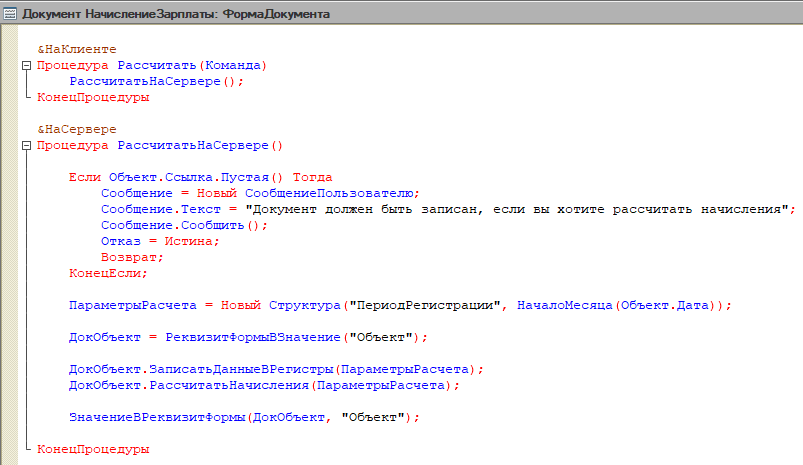 Документ НачислениеЗарплаты: ФормаДокумента
&НаКлиенте
Процедура Рассчитать(Команда)
РассчитатьНаСервере();
КонецПроцедуры
&НаСервере
Процедура РассчитатьНаСервере()
Если Объект.Ссылка.Пустая() Тогда
Сообщение = Новый СообщениеПользователю;
Сообщение.Текст = "Документ должен быть записан, если вы хотите рассчитать начисления";
Сообщение.Сообщить();
Отказ = Истина;
Возврат;
КонецЕсли;
ПараметрыРасчета = Новый Структура("ПериодРегистрации", НачалоМесяца(Объект.Дата));
ДокОбъект = РеквизитФормыВЗначение("Объект");
ДокОбъект.ЗаписатьДанныеВРегистры(ПараметрыРасчета);
ДокОбъект.РассчитатьНачисления(ПараметрыРасчета);
ЗначениеВРеквизитФормы(ДокОбъект, "Объект");
КонецПроцедуры